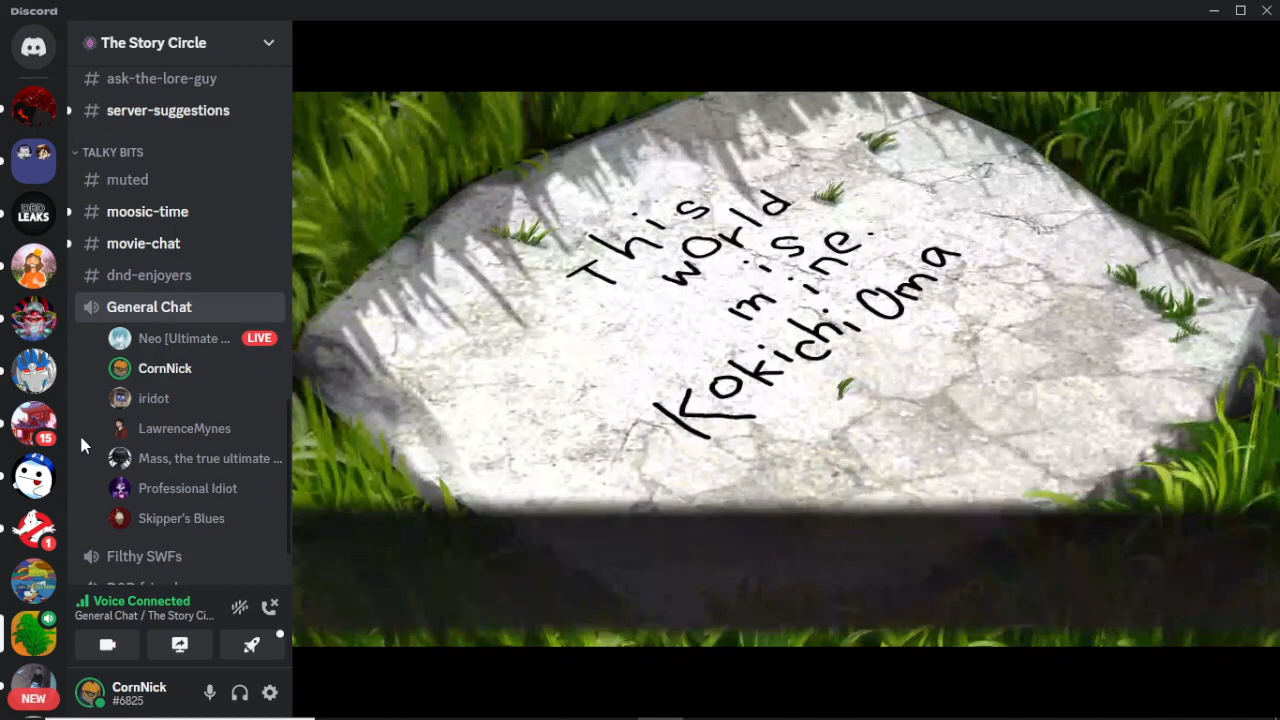 Discord
The Story Circle
ask-the-lore-guy
server-suggestions
TALKY BITS
muted
moosic-time
movie-chat
dnd-enjoyers
General Chat
Neo [Ultimate ... LIVE
CornNick
iridot
LawrenceMynes
Mass, the true ultimate ...
Professional Idiot
Skipper's Blues
Filthy SWFs
Voice Connected
General Chat / The Story Ci...
CornNick
#6825
LEAKS
15
1
NEW
This
world
is
mine.
Kokichi Oma